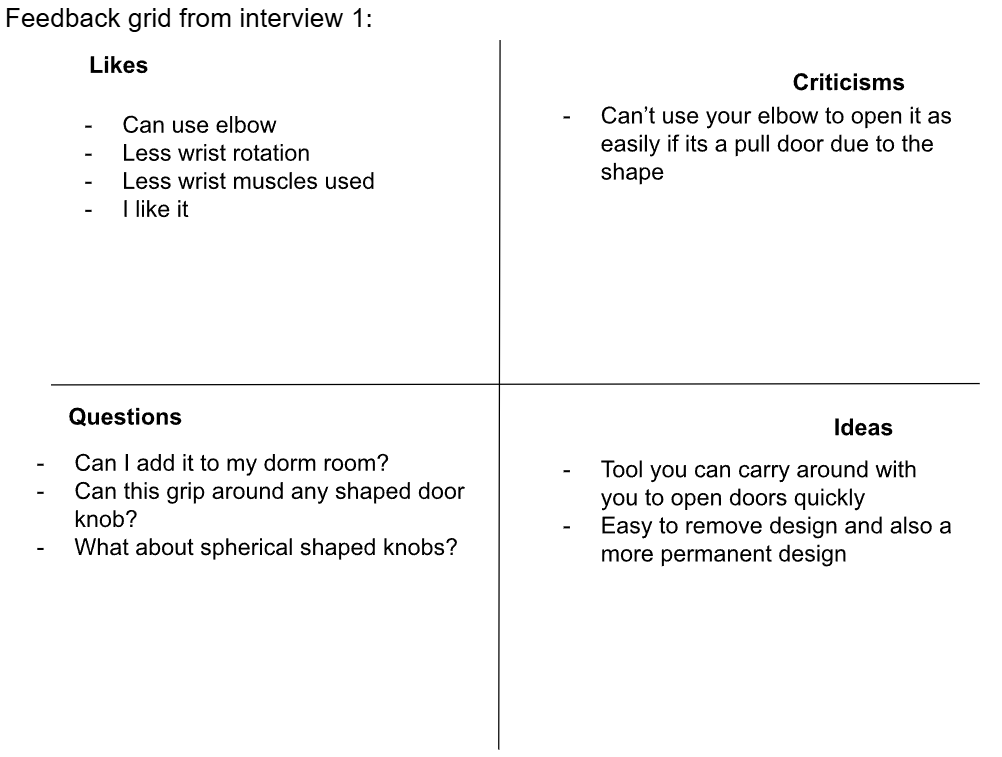 Feedback grid from interview 1:
Likes
- Can use elbow
- Less wrist rotation
- Less wrist muscles used
- I like it
Criticisms
- Can't use your elbow to open it as
easily if its a pull door due to the
shape
Questions
- Can I add it to my dorm room?
- Can this grip around any shaped door
knob?
- What about spherical shaped knobs?
Ideas
- Tool you can carry around with
you to open doors quickly
- Easy to remove design and also a
more permanent design